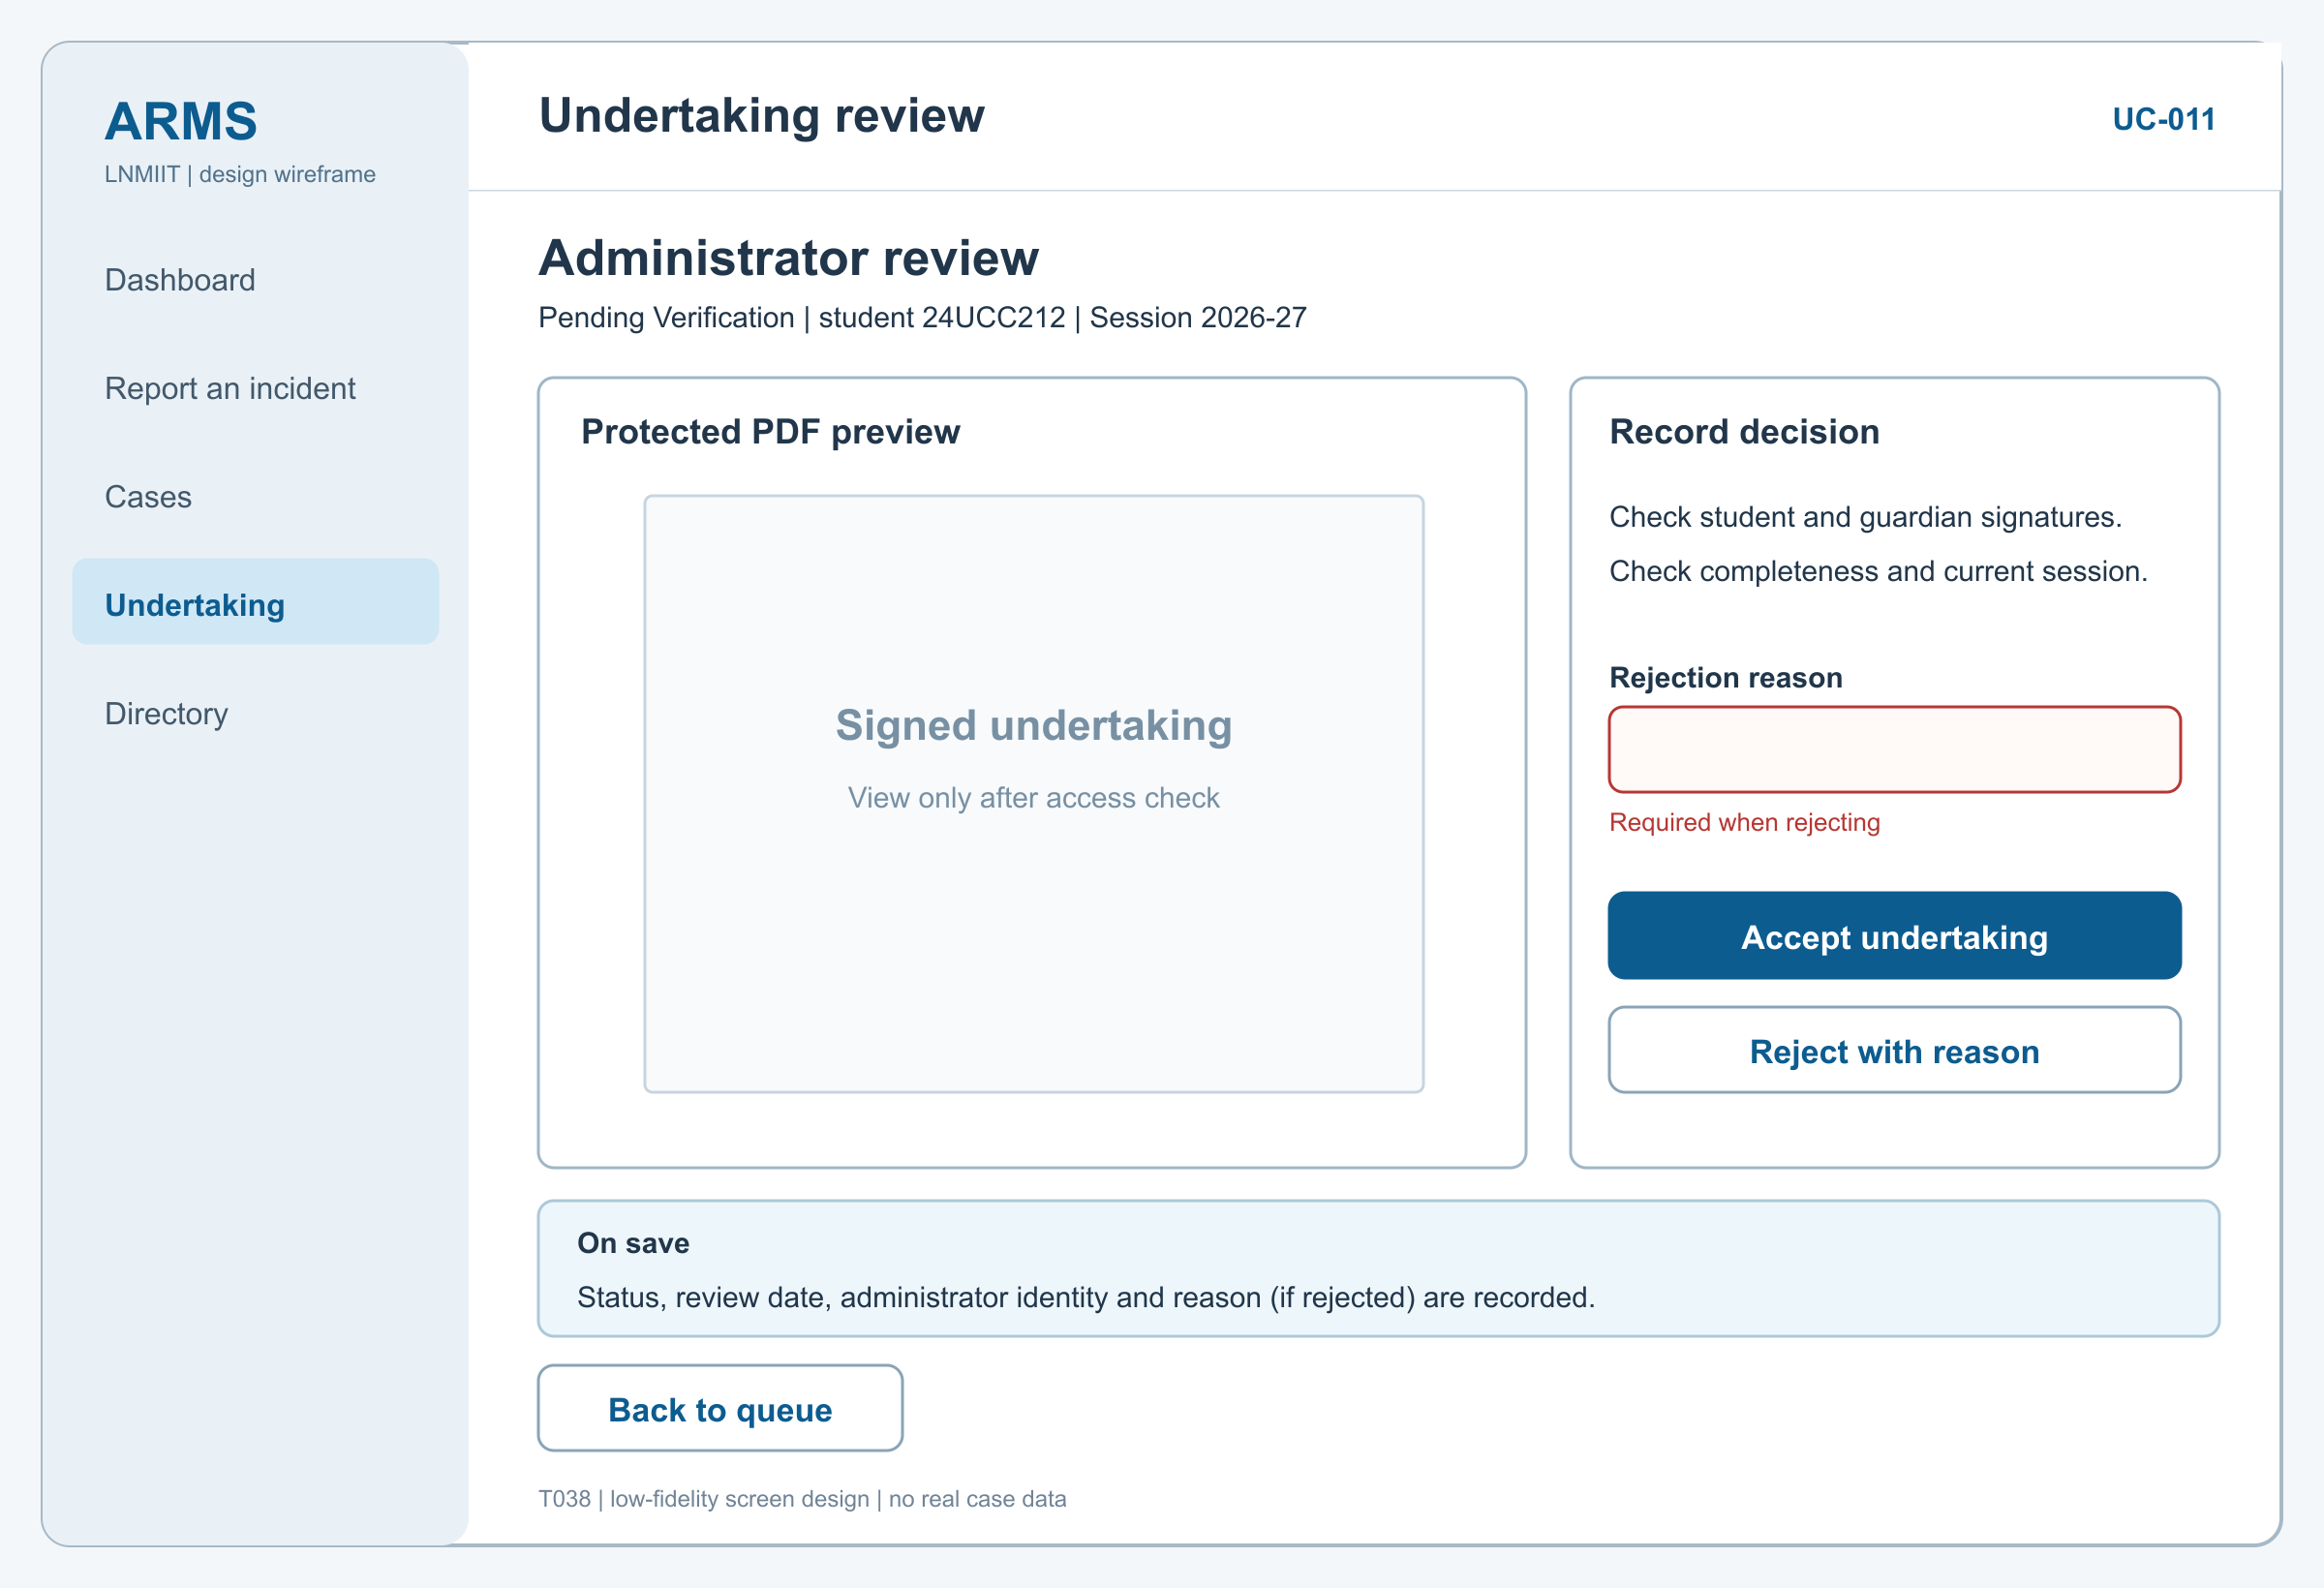 ARMS
LNMIIT | design wireframe
Dashboard
Report an incident
Cases
Undertaking
Directory
Undertaking review
UC-011
Administrator review
Pending Verification | student 24UCC212 | Session 2026-27
Protected PDF preview
Signed undertaking
View only after access check
Record decision
Check student and guardian signatures.
Check completeness and current session.
Rejection reason
Required when rejecting
Accept undertaking
Reject with reason
On save
Status, review date, administrator identity and reason (if rejected) are recorded.
Back to queue
T038 | low-fidelity screen design | no real case data